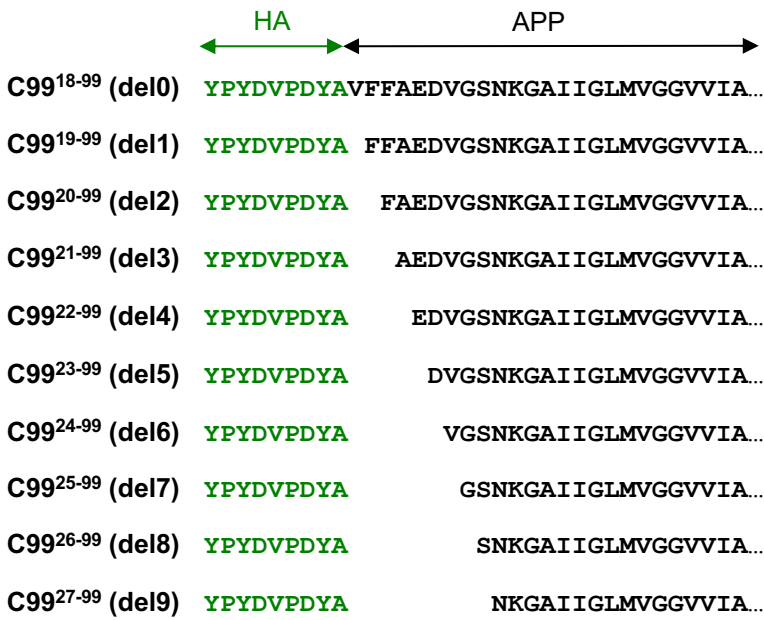 HA APP
C9918-99 (del0) YPYDVPDYAVFFAEDVGSNKGAIIGLMVGGVVIA...
C9919-99 (del1) YPYDVPDYA FFAEDVGSNKGAIIGLMVGGVVIA...
C9920-99 (del2) YPYDVPDYA FAEDVGSNKGAIIGLMVGGVVIA...
C9921-99 (del3) YPYDVPDYA AEDVGSNKGAIIGLMVGGVVIA...
C9922-99 (del4) YPYDVPDYA EDVGSNKGAIIGLMVGGVVIA...
C9923-99 (del5) YPYDVPDYA DVGSNKGAIIGLMVGGVVIA...
C9924-99 (del6) YPYDVPDYA VGSNKGAIIGLMVGGVVIA...
C9925-99 (del7) YPYDVPDYA GSNKGAIIGLMVGGVVIA...
C9926-99 (del8) YPYDVPDYA SNKGAIIGLMVGGVVIA...
C9927-99 (del9) YPYDVPDYA NKGAIIGLMVGGVVIA...